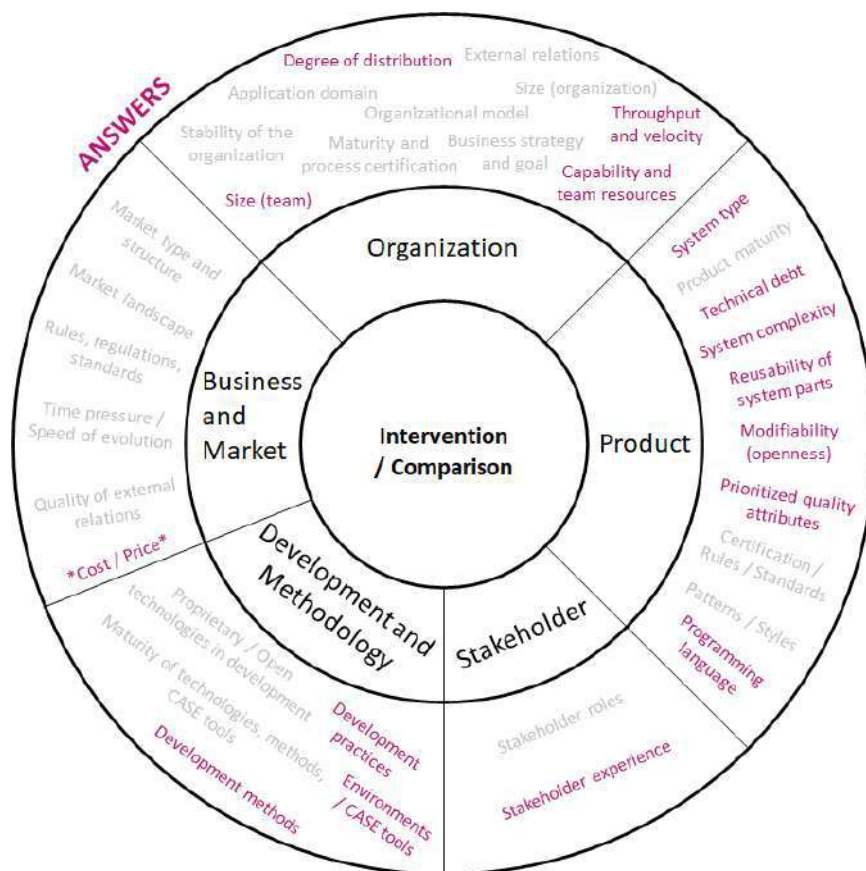 ANSWERS
Degree of distribution
External relations
Application domain
Size (organization)
Organizational model
Throughput
and velocity
Stability of the
organization
Maturity and
process certification
Business strategy
and goal
Capability and
team resources
Size (team)
Organization
System type
Product maturity
Technical debt
System complexity
Reusability of
system parts
Modifiability
(openness)
Prioritized quality
attributes
Certification /
Rules / Standards
Patterns / Styles
Programming
language
Product
Market type and
structure
Market landscape
Rules, regulations,
standards
Time pressure /
Speed of evolution
Quality of external
relations
*Cost / Price*
Business
and
Market
Intervention
/ Comparison
Development and
Methodology
Stakeholder
Proprietary / Open
technologies in development
Maturity of technologies, methods,
CASE tools
Development
practices
Environments
/ CASE tools
Development methods
Stakeholder roles
Stakeholder experience